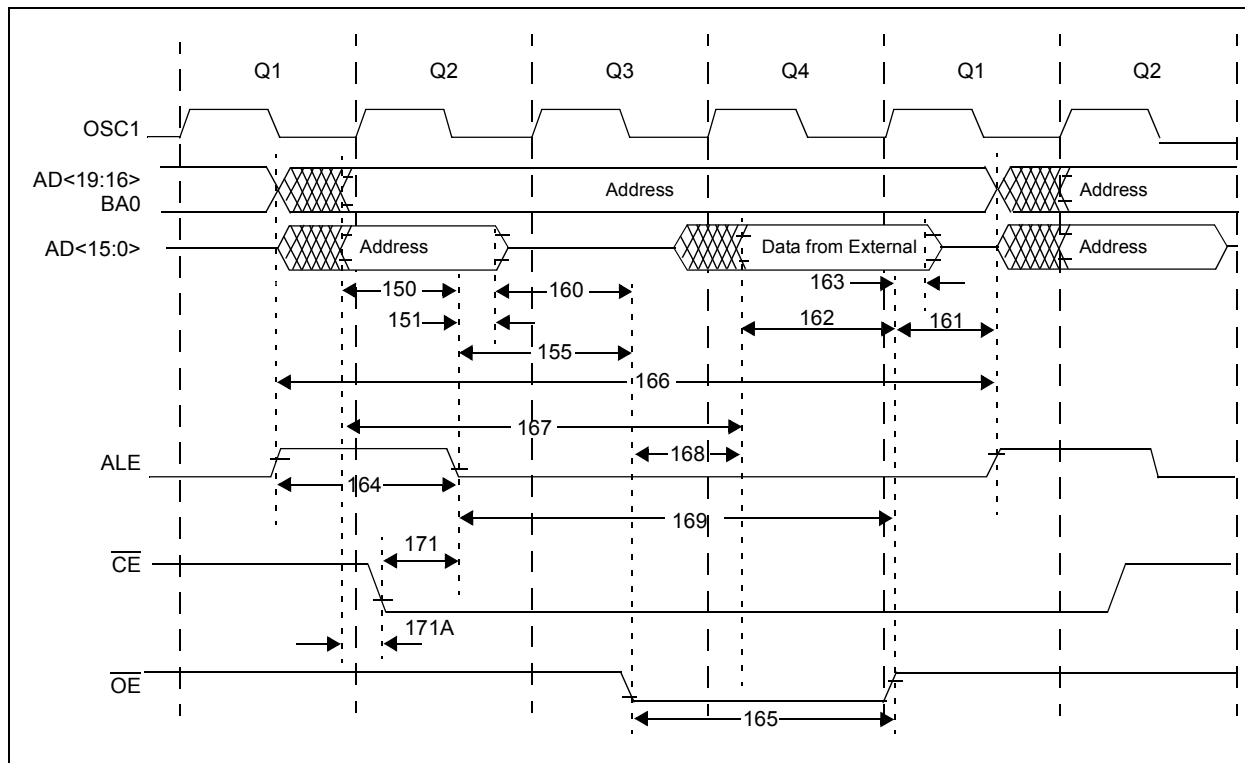 Q1 Q2 Q3 Q4 Q1 Q2
OSC1
AD<19:16>
BA0
Address
Address
AD<15:0>
Address
Data from External
Address
150
160
163
151
162
161
155
166
167
168
ALE
164
169
171
CE
171A
OE
165